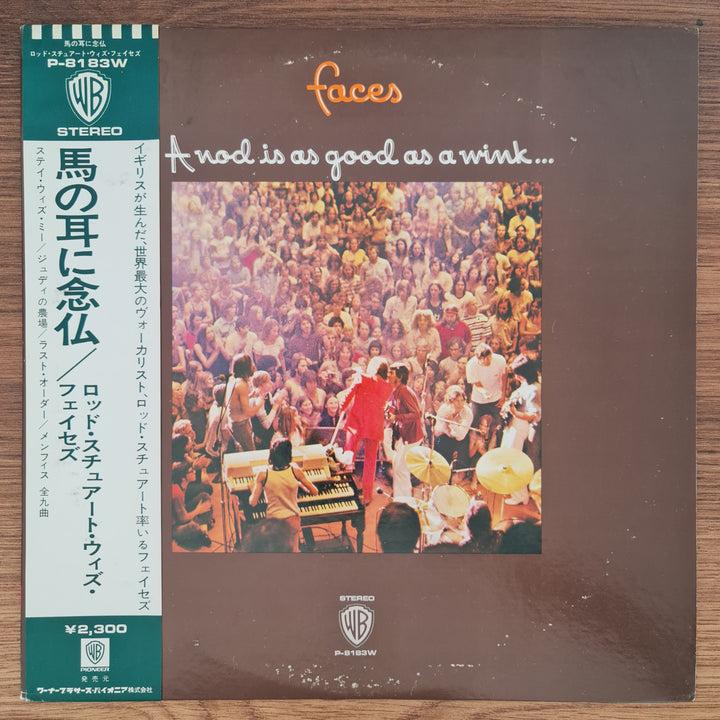 馬の耳に念仏
ロッド・スチュアート・ウィズ・フェイセズ
P-8183W
WB
STEREO
イギリスが生んだ、世界最大のヴォーカリスト、ロッド・スチュアート率いるフェイセズ
馬の耳に念仏／
ロッド・スチュアート・ウィズ・
フェイセズ
ステイ・ウィズ・ミー／ジュディの農場／ラスト・オーダー／メンフィス 全九曲
¥2,300
WB
PIONEER
発売元
ワーナーブラザーズ・パイオニア株式会社
faces
A nod is as good as a wink...
STEREO
WB
P-8183W